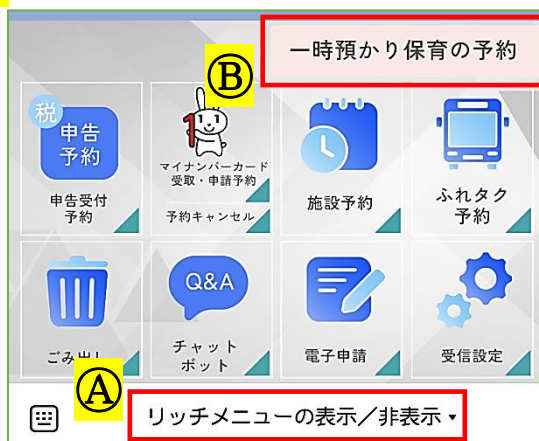 一時預かり保育の予約
Ⓑ
税
申告
予約
申告受付
予約
1
マイナンバーカード
受取・申請予約
予約キャンセル
施設予約
ふれタク
予約
ごみ出し
Q&A
チャット
ボット
電子申請
受信設定
Ⓐ
リッチメニューの表示／非表示▼